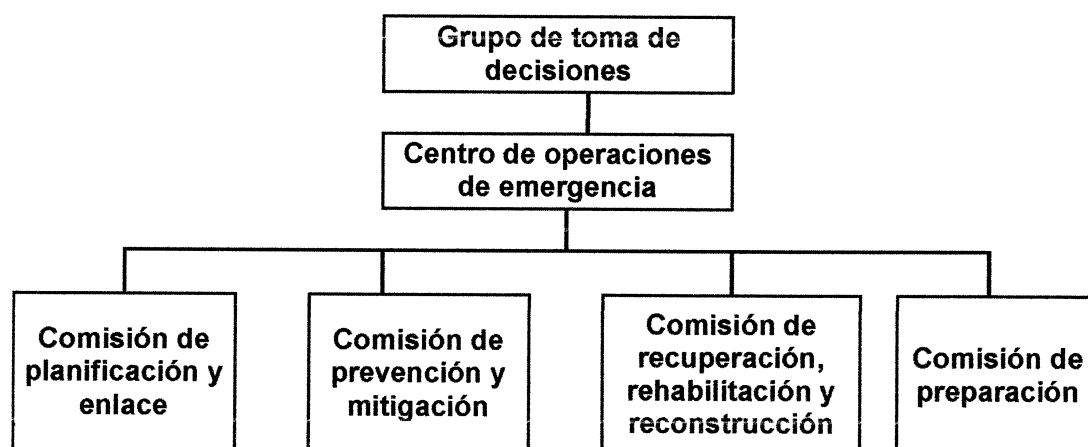 Grupo de toma de
decisiones
Centro de operaciones
de emergencia
Comisión de
planificación y
enlace
Comisión de
prevención y
mitigación
Comisión de
recuperación,
rehabilitación y
reconstrucción
Comisión de
preparación